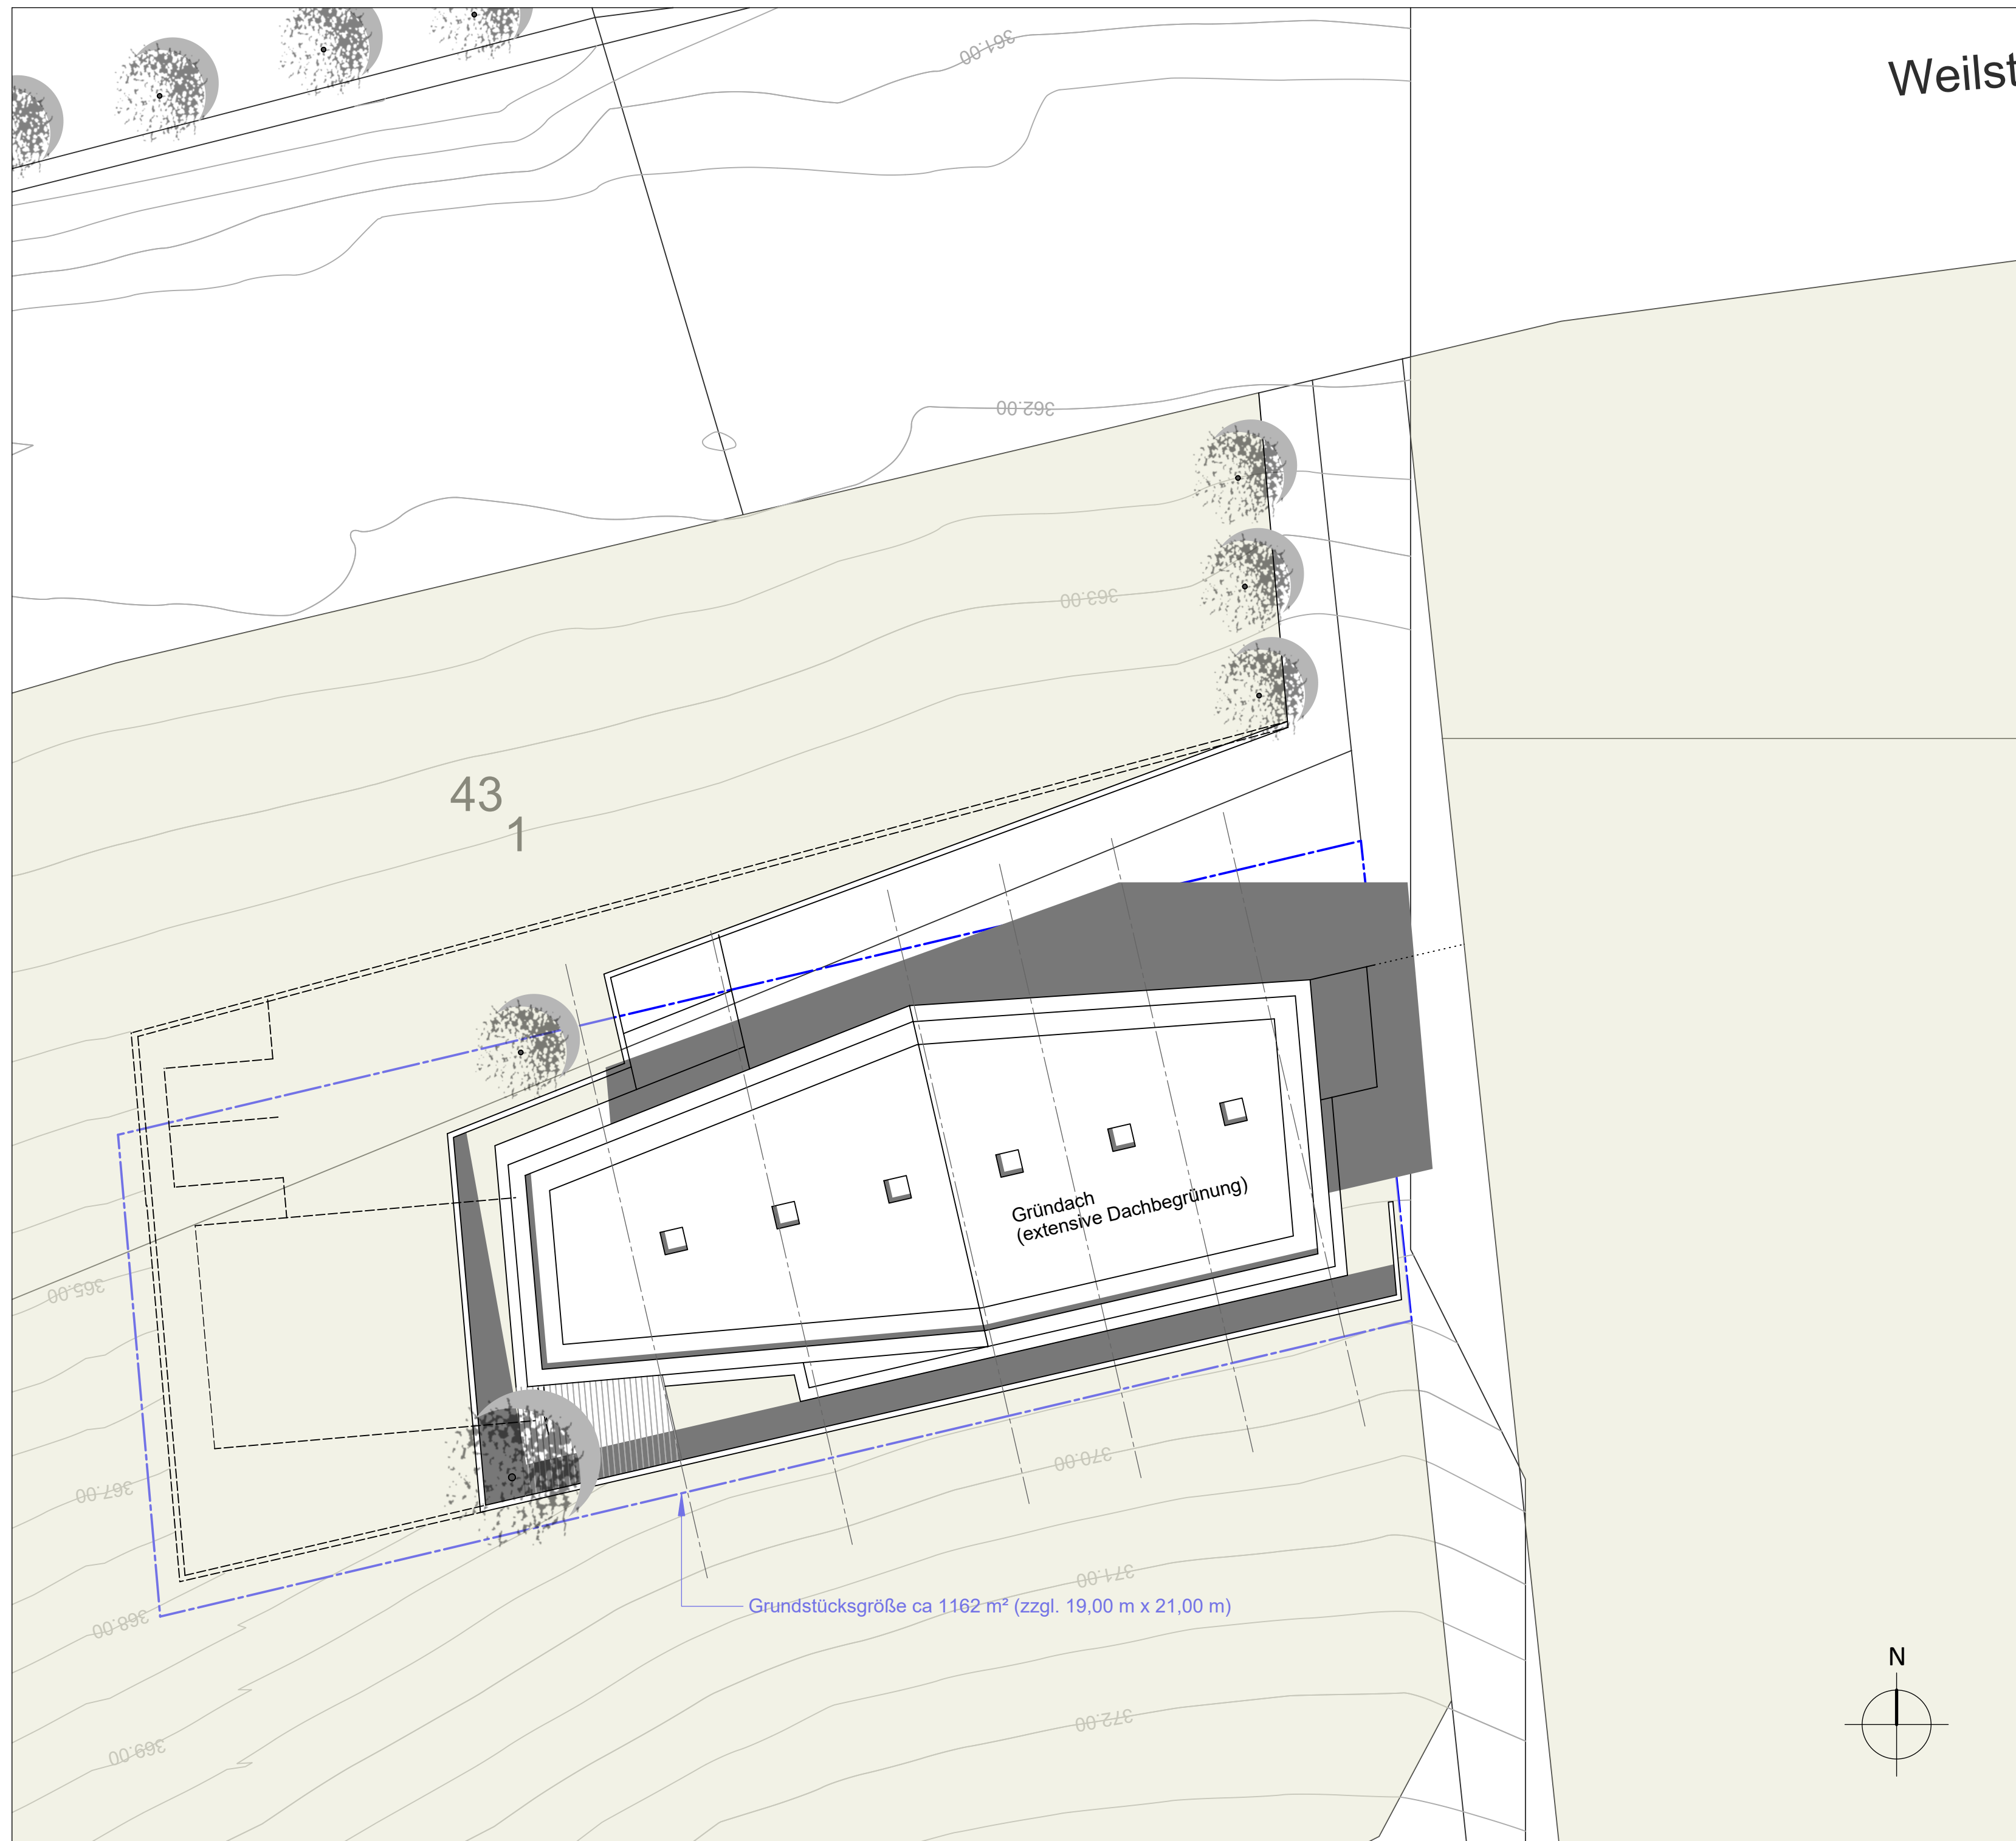 361.00
Weilst
362.00
363.00
43
1
Gründach
(extensive Dachbegrünung)
365.00
367.00
370.00
371.00
Grundstücksgröße ca 1162 m² (zzgl. 19,00 m x 21,00 m)
368.00
N
372.00
369.00